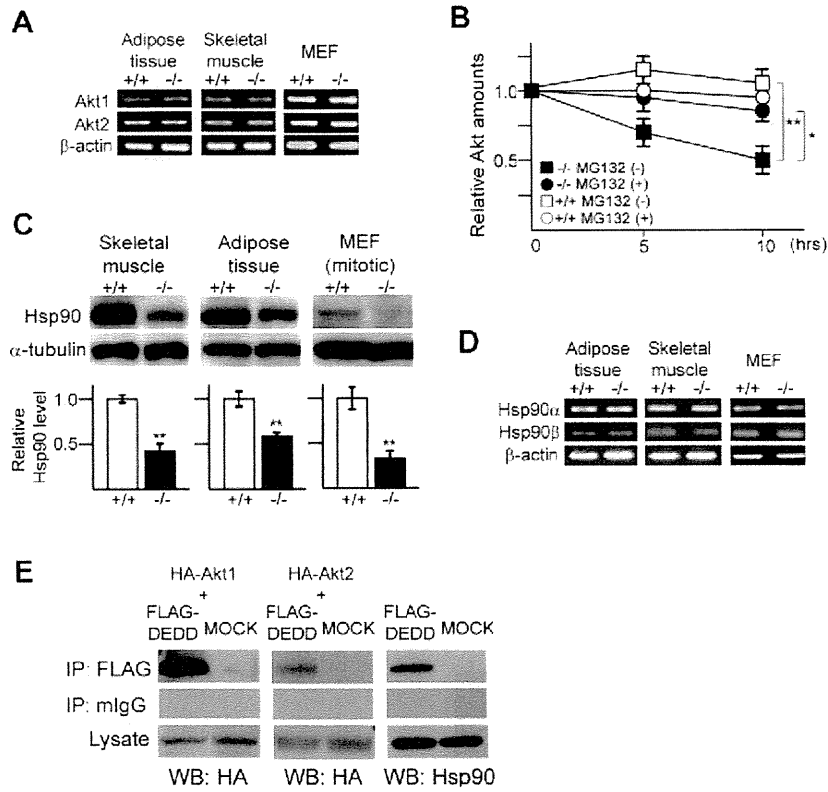 A
Adipose tissue
Skeletal muscle
MEF
+/+ -/- +/+ -/- +/+ -/-
Akt1
Akt2
β-actin
B
Relative Akt amounts
1.0
0.5
** *
-/- MG132 (-)
-/- MG132 (+)
+/+ MG132 (-)
+/+ MG132 (+)
0 5 10 (hrs)
C
Skeletal muscle
Adipose tissue
MEF (mitotic)
+/+ -/- +/+ -/- +/+ -/-
Hsp90
α-tubulin
Relative Hsp90 level
1.0
0.5
** ** **
+/+ -/- +/+ -/- +/+ -/-
D
Adipose tissue
Skeletal muscle
MEF
+/+ -/- +/+ -/- +/+ -/-
Hsp90α
Hsp90β
β-actin
E
HA-Akt1 HA-Akt2
+ +
FLAG-DEDD MOCK FLAG-DEDD MOCK FLAG-DEDD MOCK
IP: FLAG
IP: mIgG
Lysate
WB: HA WB: HA WB: Hsp90